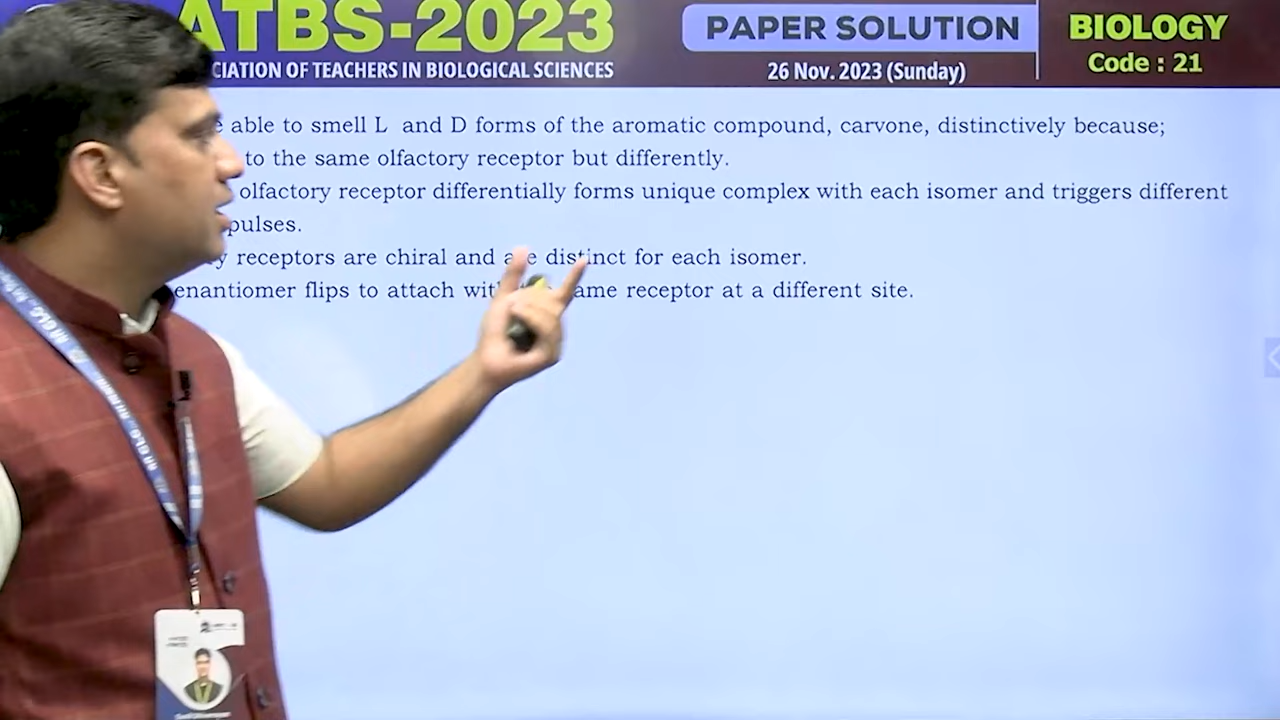 ATBS-2023
CIATION OF TEACHERS IN BIOLOGICAL SCIENCES
PAPER SOLUTION
26 Nov. 2023 (Sunday)
BIOLOGY
Code : 21
able to smell L and D forms of the aromatic compound, carvone, distinctively because;
to the same olfactory receptor but differently.
olfactory receptor differentially forms unique complex with each isomer and triggers different
pulses.
receptors are chiral and are distinct for each isomer.
enantiomer flips to attach ame receptor at a different site.